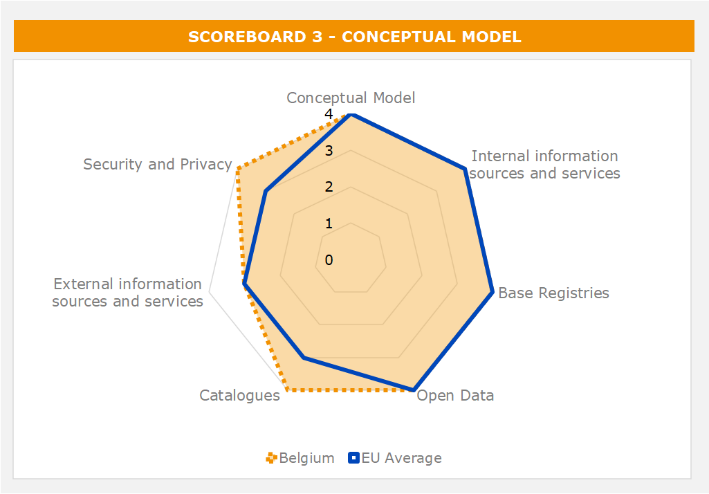 SCOREBOARD 3 - CONCEPTUAL MODEL
Conceptual Model
4
3
2
1
0
Internal information
sources and services
Base Registries
Open Data
Catalogues
External information
sources and services
Security and Privacy
Belgium
EU Average